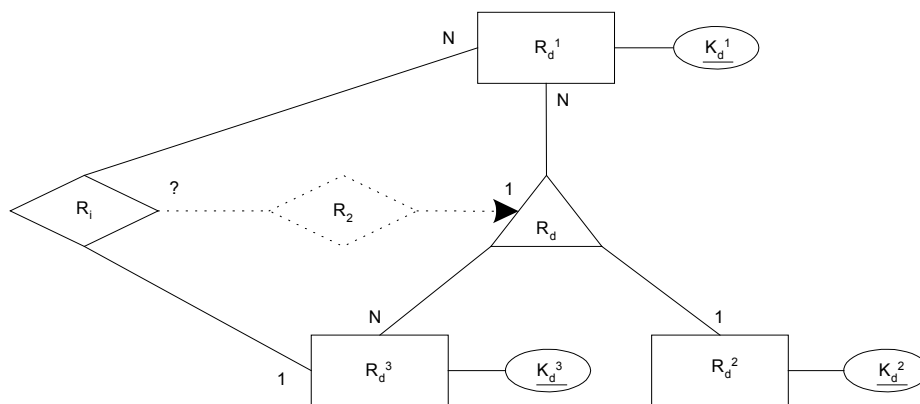 N
R_d^1
K_d^1
N
?
1
R_i
R_2
R_d
N
1
1
R_d^3
K_d^3
R_d^2
K_d^2